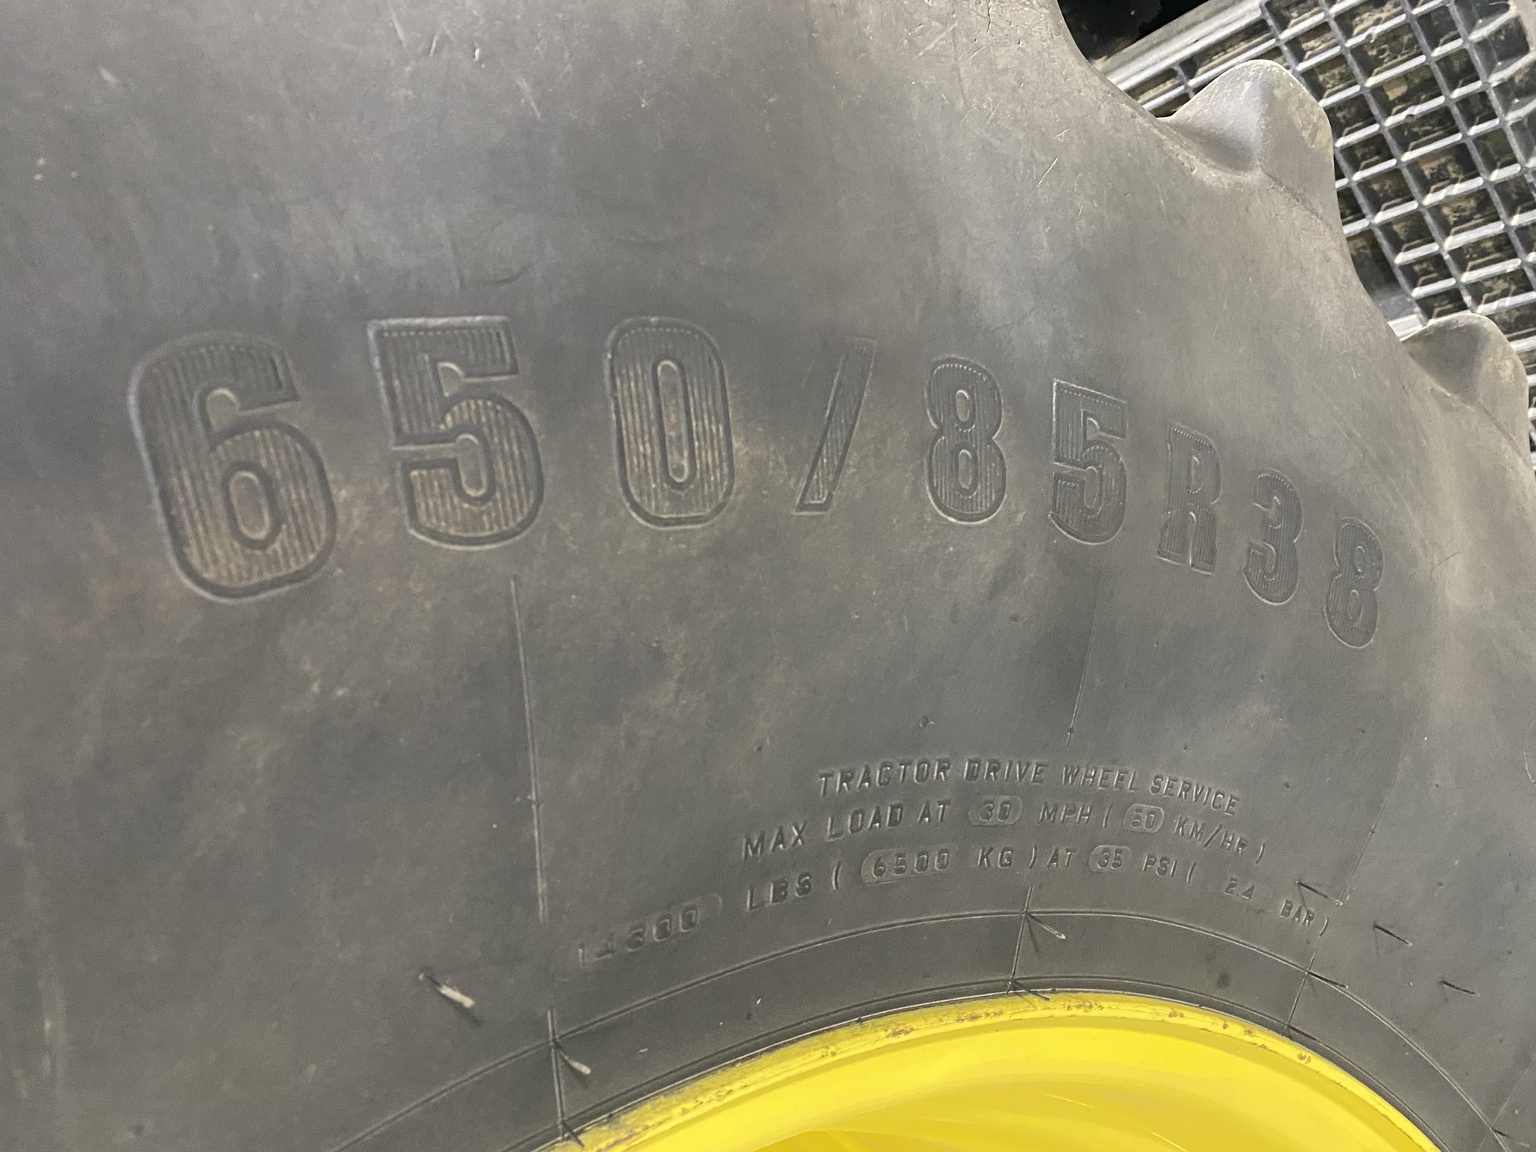 650/85R38
TRACTOR DRIVE WHEEL SERVICE
MAX LOAD AT 30 MPH ( 50 KM/HR )
14300 LBS ( 6500 KG ) AT 35 PSI ( 2.4 BAR )